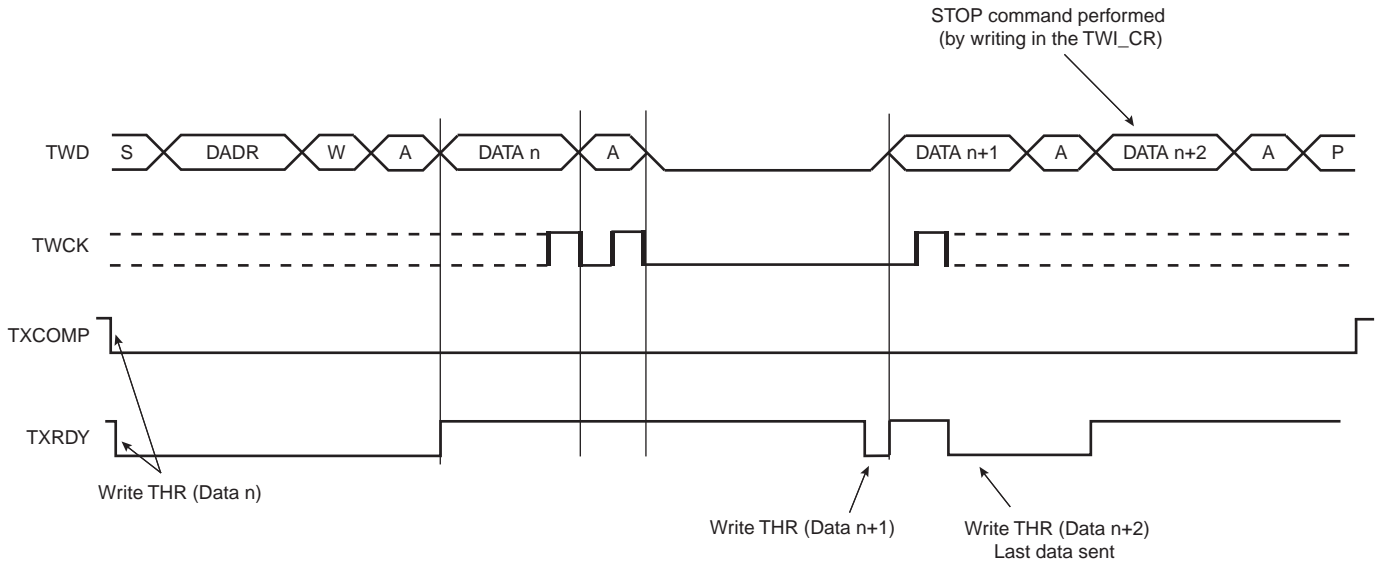 STOP command performed
(by writing in the TWI_CR)
TWD S DADR W A DATA n A DATA n+1 A DATA n+2 A P
TWCK
TXCOMP
TXRDY
Write THR (Data n)
Write THR (Data n+1)
Write THR (Data n+2)
Last data sent